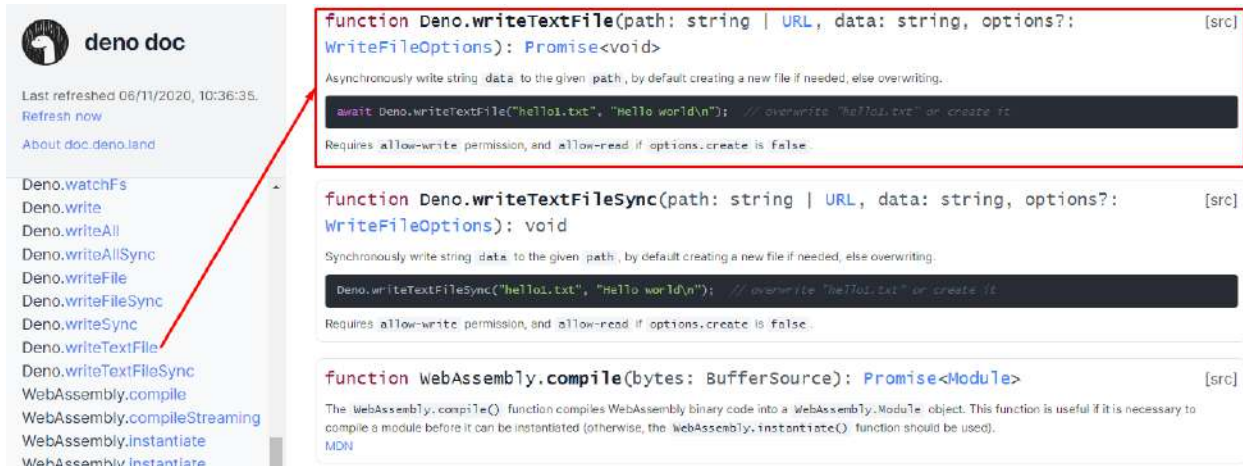 deno doc
Last refreshed 06/11/2020, 10:36:35.
Refresh now
About doc.deno.land
Deno.watchFs
Deno.write
Deno.writeAll
Deno.writeAllSync
Deno.writeFile
Deno.writeFileSync
Deno.writeSync
Deno.writeTextFile
Deno.writeTextFileSync
WebAssembly.compile
WebAssembly.compileStreaming
WebAssembly.instantiate
WebAssembly.instantiate
function Deno.writeTextFile(path: string | URL, data: string, options?: [src]
WriteFileOptions): Promise<void>
Asynchronously write string data to the given path, by default creating a new file if needed, else overwriting.
await Deno.writeTextFile("hello1.txt", "Hello world\n"); // overwrite "hello1.txt" or create it
Requires allow-write permission, and allow-read if options.create is false.
function Deno.writeTextFileSync(path: string | URL, data: string, options?: [src]
WriteFileOptions): void
Synchronously write string data to the given path, by default creating a new file if needed, else overwriting.
Deno.writeTextFileSync("hello1.txt", "Hello world\n"); // overwrite "hello1.txt" or create it
Requires allow-write permission, and allow-read if options.create is false.
function WebAssembly.compile(bytes: BufferSource): Promise<Module> [src]
The WebAssembly.compile() function compiles WebAssembly binary code into a WebAssembly.Module object. This function is useful if it is necessary to
compile a module before it can be instantiated (otherwise, the WebAssembly.instantiate() function should be used).
MDN